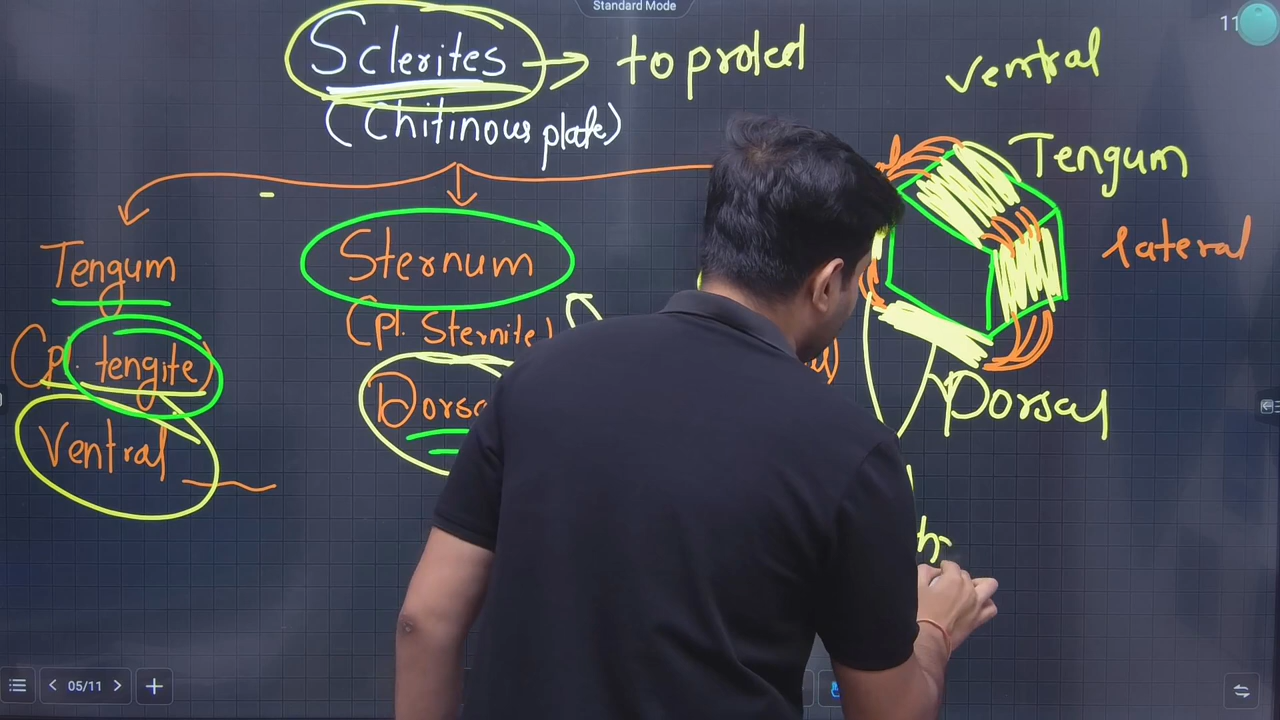 Standard Mode
11
Sclerites → to protect
(Chitinous plate)
Ventral
Tengum
lateral
Tengum
(pl. tengite)
Ventral
Sternum
(Pl. Sternite)
Dorsal
05/11